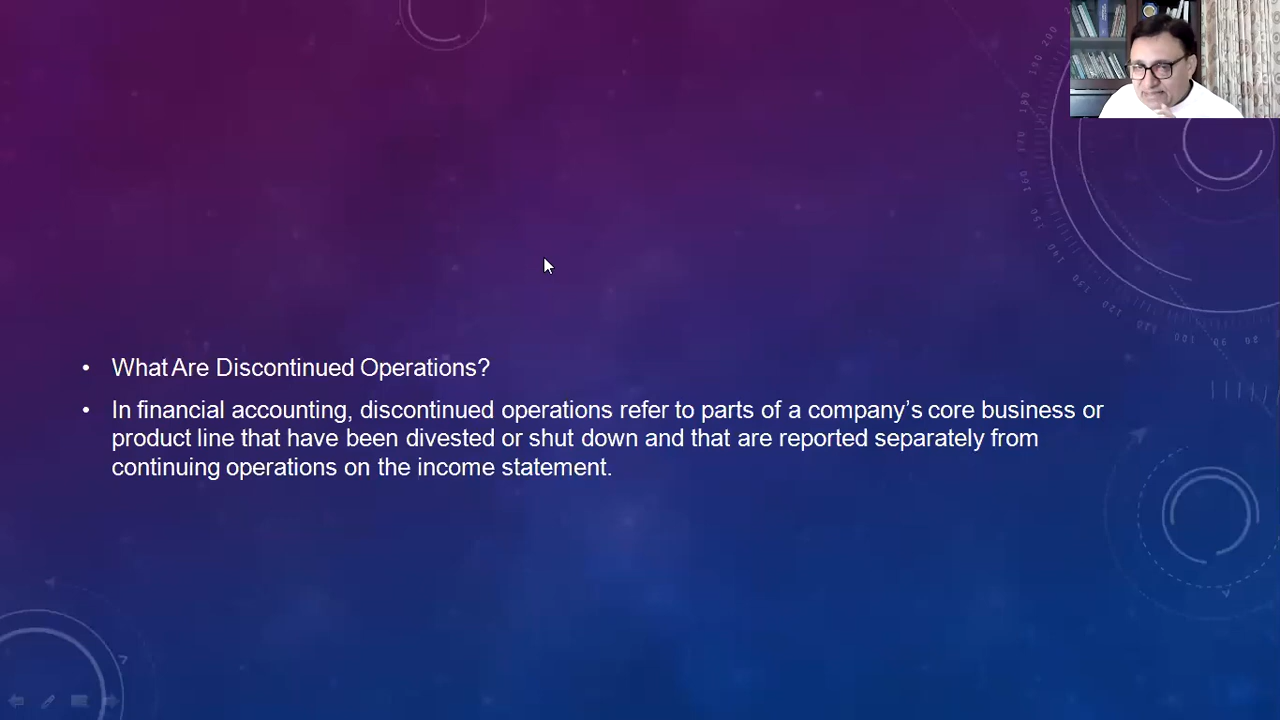 • What Are Discontinued Operations?
• In financial accounting, discontinued operations refer to parts of a company’s core business or
product line that have been divested or shut down and that are reported separately from
continuing operations on the income statement.